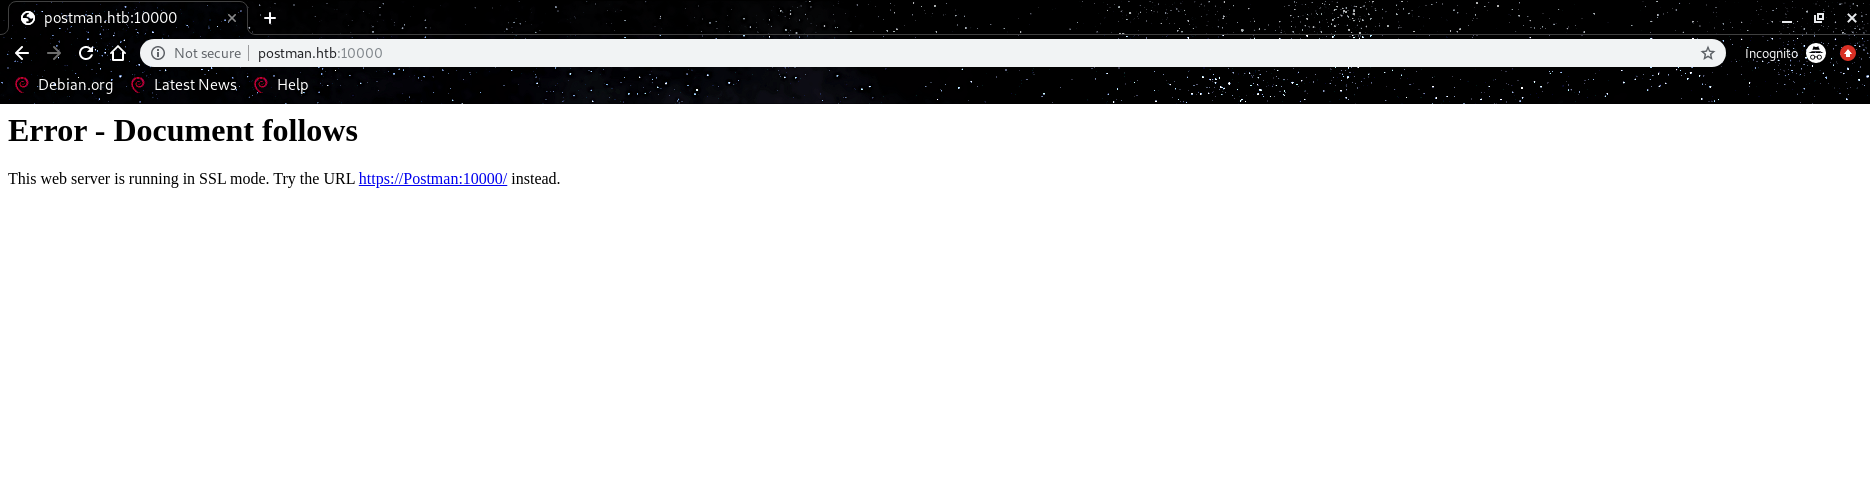 postman.htb:10000
Not secure postman.htb:10000 Incognito
Debian.org Latest News Help
Error - Document follows
This web server is running in SSL mode. Try the URL https://Postman:10000/ instead.